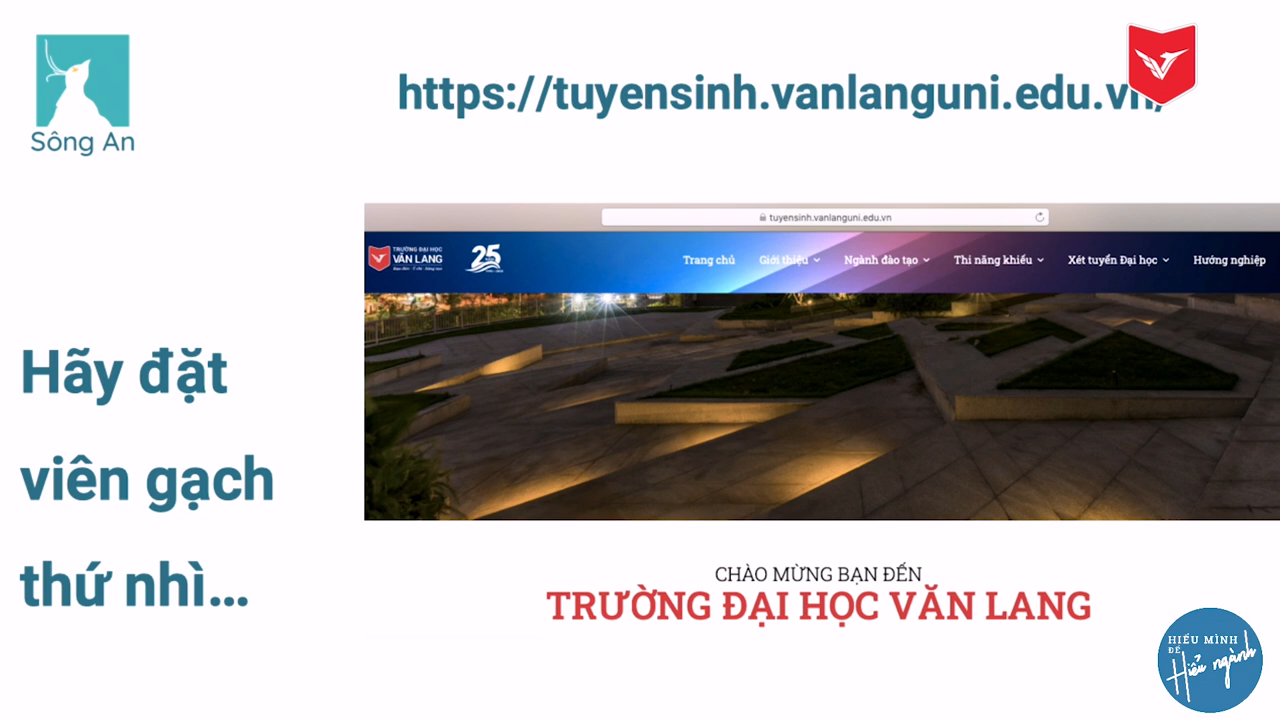 https://tuyensinh.vanlanguni.edu.vn/
Sông An
tuyensinh.vanlanguni.edu.vn
TRƯỜNG ĐẠI HỌC
VĂN LANG
25
Trang chủ
Giới thiệu
Ngành đào tạo
Thi năng khiếu
Xét tuyển Đại học
Hướng nghiệp
Hãy đặt
viên gạch
thứ nhì...
CHÀO MỪNG BẠN ĐẾN
TRƯỜNG ĐẠI HỌC VĂN LANG
HIỂU MÌNH
ĐỂ
Hiểu ngành